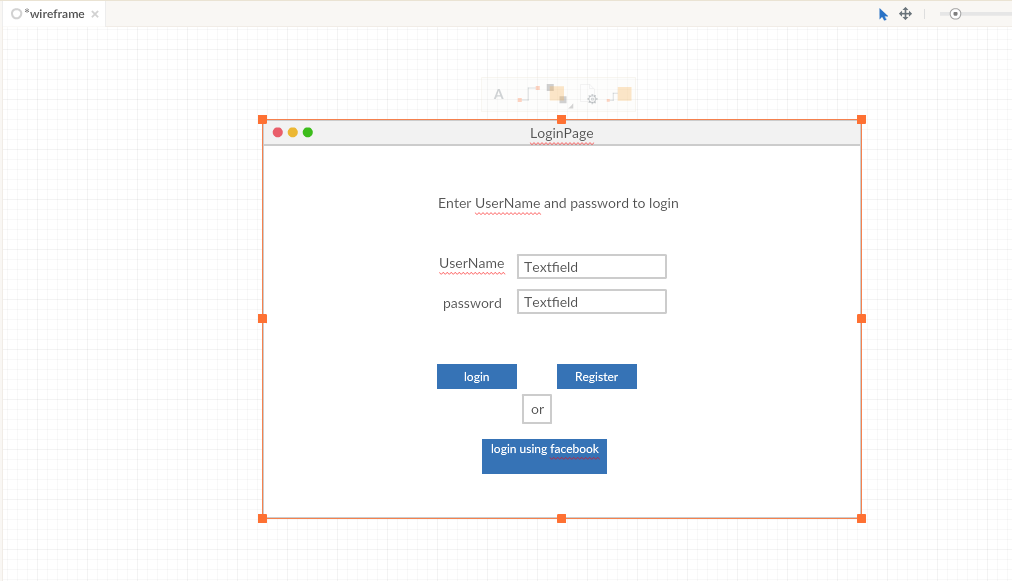 *wireframe
A
LoginPage
Enter UserName and password to login
UserName
Textfield
password
Textfield
login
Register
or
login using facebook